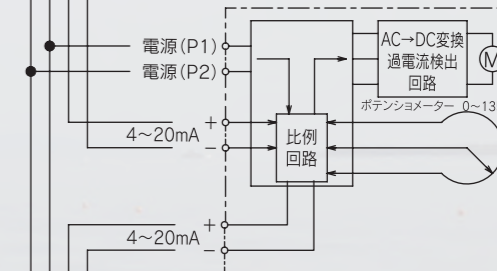 電源(P1)
電源(P2)
AC→DC変換
過電流検出
回路
M
ポテンショメーター 0~13
+
4~20mA
-
比例
回路
+
4~20mA
-